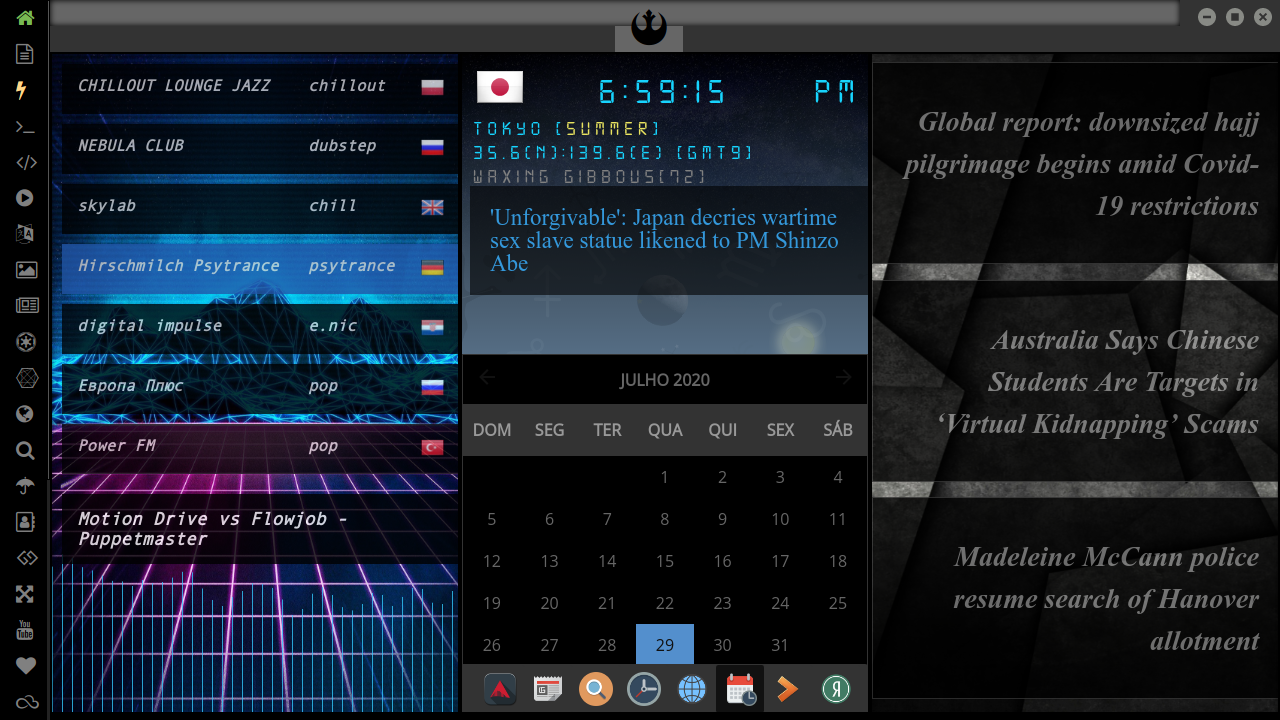 CHILLOUT LOUNGE JAZZ chillout
NEBULA CLUB dubstep
skylab chill
Hirschmilch Psytrance psytrance
digital impulse e.nic
Европа Плюс pop
Power FM pop
Motion Drive vs Flowjob -
Puppetmaster
6:59:15 PM
TOKYO [SUMMER]
35.6(N):139.6(E) [GMT9]
WAXING GIBBOUS[72]
'Unforgivable': Japan decries wartime
sex slave statue likened to PM Shinzo
Abe
JULHO 2020
DOM SEG TER QUA QUI SEX SÁB
1 2 3 4
5 6 7 8 9 10 11
12 13 14 15 16 17 18
19 20 21 22 23 24 25
26 27 28 29 30 31
Global report: downsized hajj
pilgrimage begins amid Covid-
19 restrictions
Australia Says Chinese
Students Are Targets in
‘Virtual Kidnapping’ Scams
Madeleine McCann police
resume search of Hanover
allotment
You
Tube